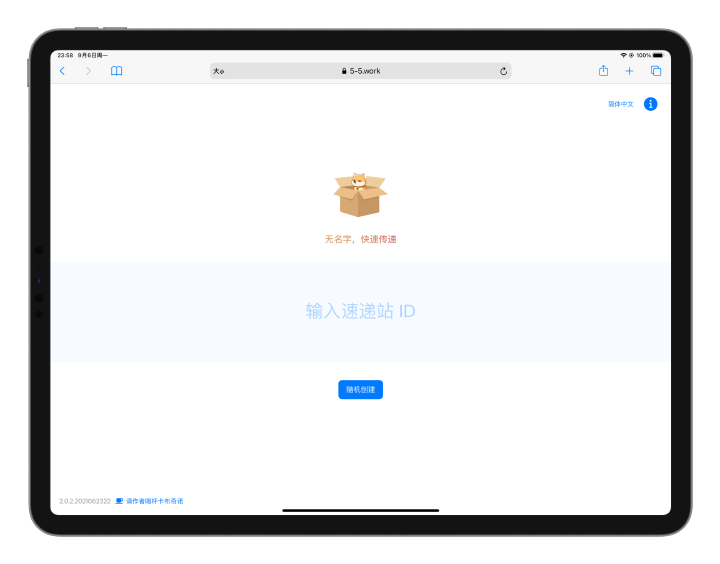 23:58 9月6日周一
100%
大 小
5-5.work
简体中文
无名字，快速传递
输入速递站 ID
随机创建
2.0.2.2021062322 请作者喝杯卡布奇诺